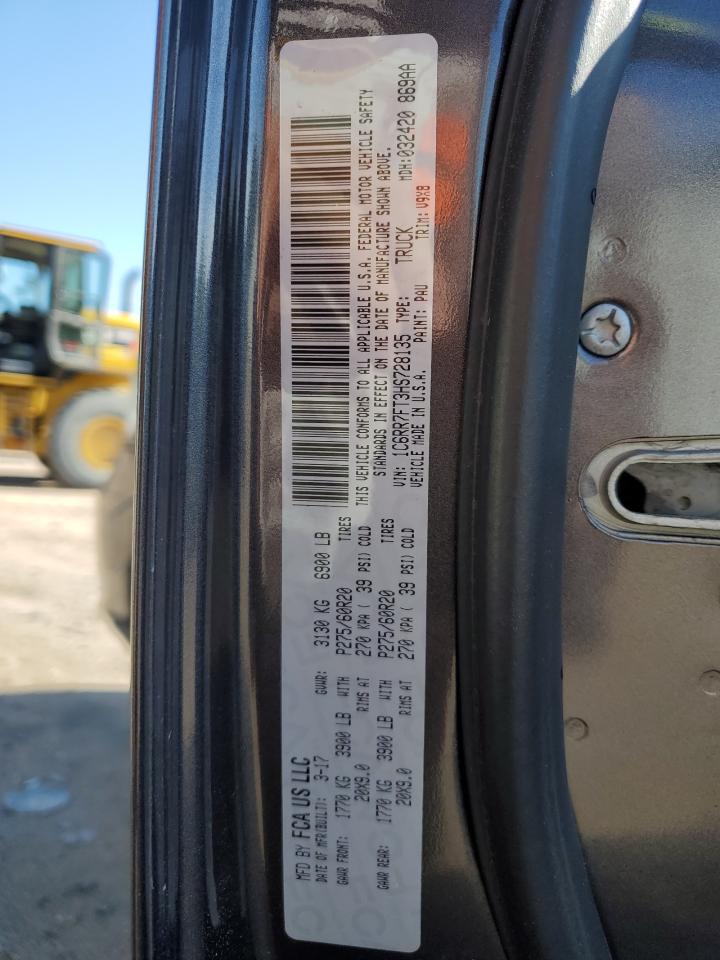 MFD BY FCA US LLC
DATE OF MFR(BUILT): 3-17 GVWR: 3130 KG 6900 LB
GAWR FRONT: 1770 KG 3900 LB WITH P275/60R20 TIRES
20X9.0 RIMS AT 270 KPA ( 39 PSI) COLD
GAWR REAR: 1770 KG 3900 LB WITH P275/60R20 TIRES
20X9.0 RIMS AT 270 KPA ( 39 PSI) COLD
THIS VEHICLE CONFORMS TO ALL APPLICABLE U.S.A. FEDERAL MOTOR VEHICLE SAFETY
STANDARDS IN EFFECT ON THE DATE OF MANUFACTURE SHOWN ABOVE.
VIN: 1C6RR7FT3HS728135 TYPE: TRUCK MDH:032420 869AA
VEHICLE MADE IN U.S.A. PAINT: PAU TRIM: V9X8